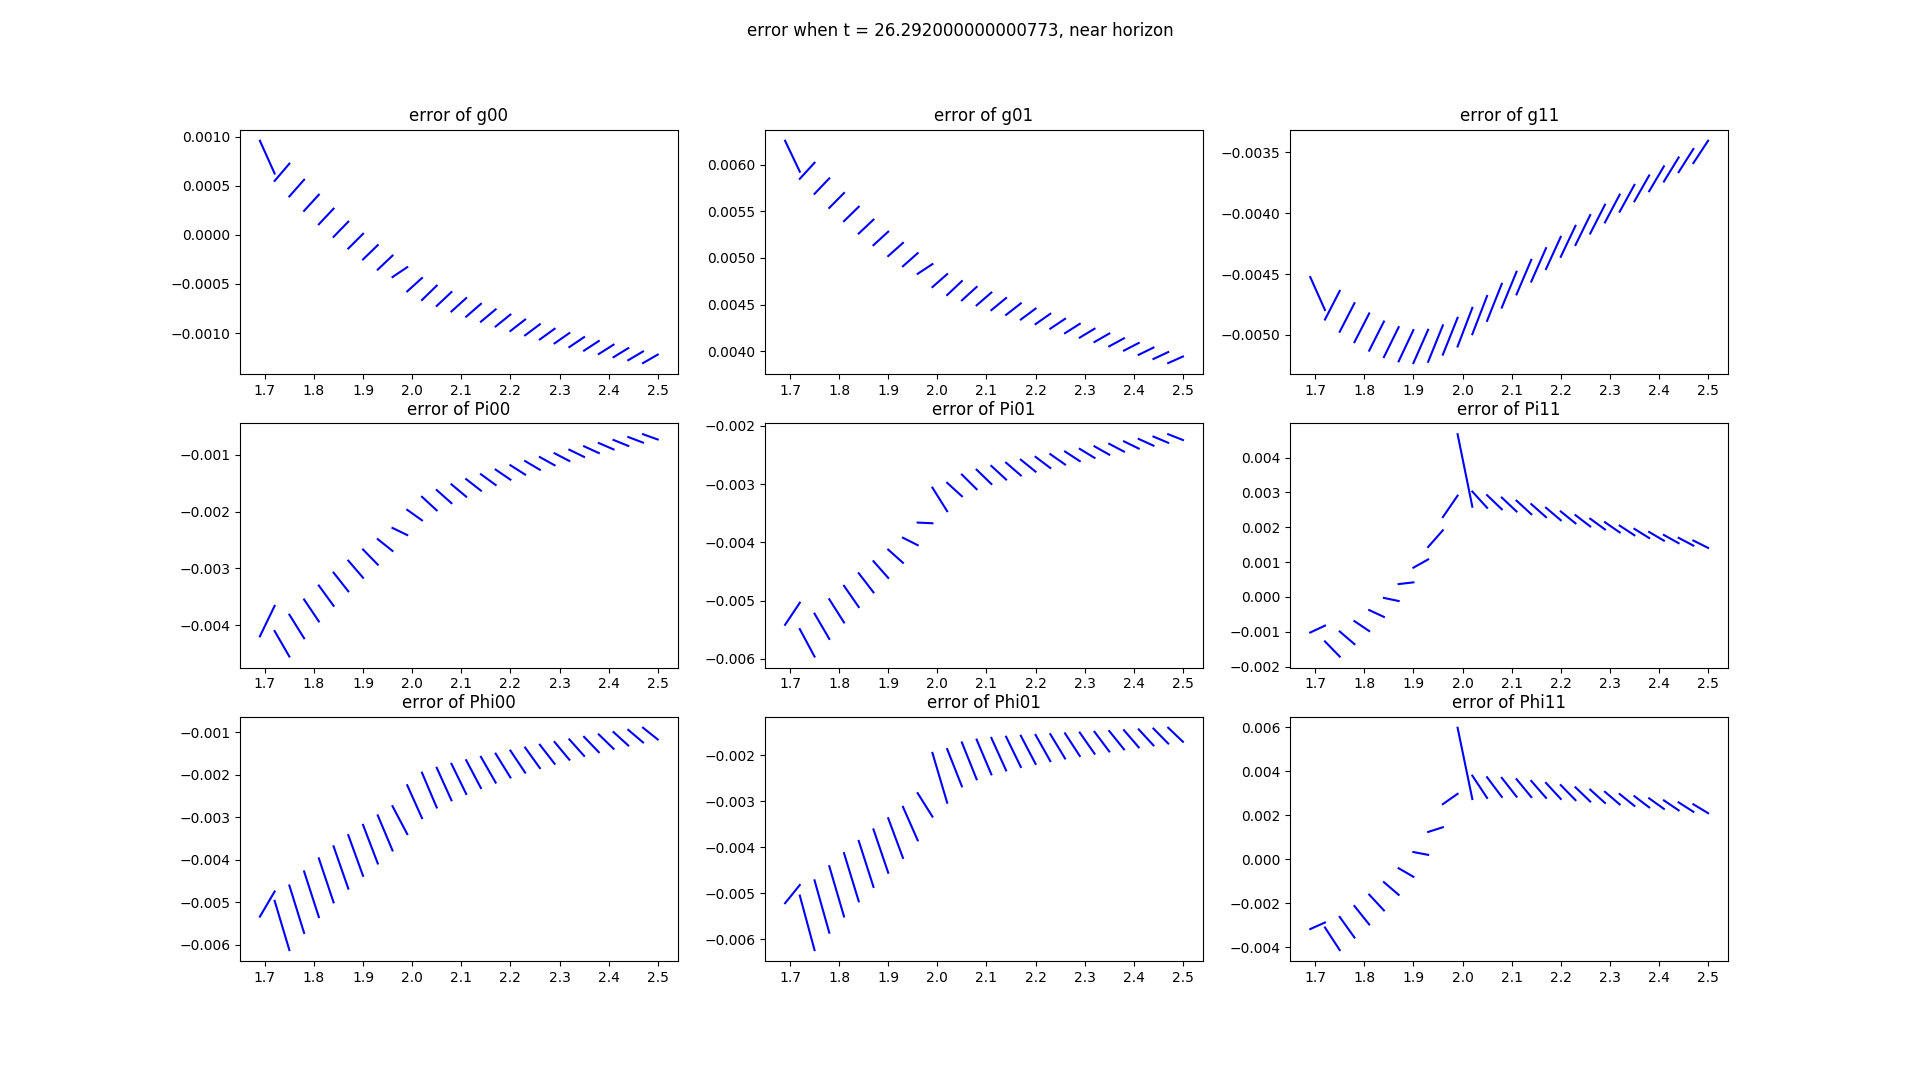 error when t = 26.292000000000773, near horizon
error of g00
error of g01
error of g11
0.0010
0.0005
0.0000
−0.0005
−0.0010
1.7 1.8 1.9 2.0 2.1 2.2 2.3 2.4 2.5
0.0060
0.0055
0.0050
0.0045
0.0040
1.7 1.8 1.9 2.0 2.1 2.2 2.3 2.4 2.5
−0.0035
−0.0040
−0.0045
−0.0050
1.7 1.8 1.9 2.0 2.1 2.2 2.3 2.4 2.5
error of Pi00
error of Pi01
error of Pi11
−0.001
−0.002
−0.003
−0.004
1.7 1.8 1.9 2.0 2.1 2.2 2.3 2.4 2.5
−0.002
−0.003
−0.004
−0.005
−0.006
1.7 1.8 1.9 2.0 2.1 2.2 2.3 2.4 2.5
0.004
0.003
0.002
0.001
0.000
−0.001
−0.002
1.7 1.8 1.9 2.0 2.1 2.2 2.3 2.4 2.5
error of Phi00
error of Phi01
error of Phi11
−0.001
−0.002
−0.003
−0.004
−0.005
−0.006
1.7 1.8 1.9 2.0 2.1 2.2 2.3 2.4 2.5
−0.002
−0.003
−0.004
−0.005
−0.006
1.7 1.8 1.9 2.0 2.1 2.2 2.3 2.4 2.5
0.006
0.004
0.002
0.000
−0.002
−0.004
1.7 1.8 1.9 2.0 2.1 2.2 2.3 2.4 2.5